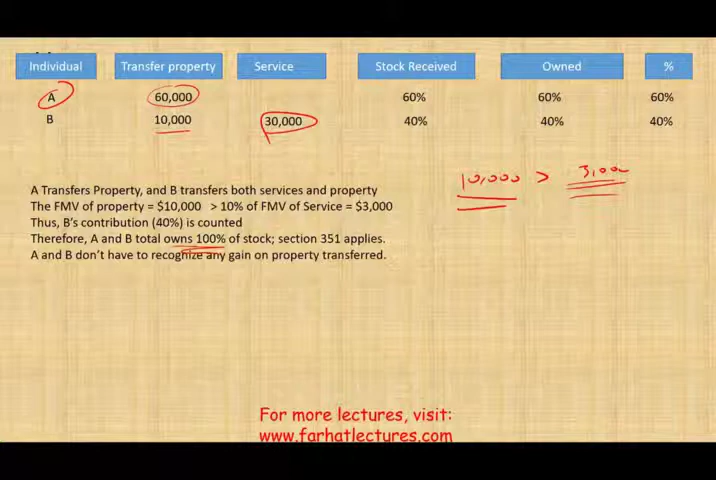 Individual Transfer property Service Stock Received Owned %
A 60,000 60% 60% 60%
B 10,000 30,000 40% 40% 40%
10,000 > 3,000
A Transfers Property, and B transfers both services and property
The FMV of property = $10,000 > 10% of FMV of Service = $3,000
Thus, B's contribution (40%) is counted
Therefore, A and B total owns 100% of stock; section 351 applies.
A and B don't have to recognize any gain on property transferred.
For more lectures, visit:
www.farhatlectures.com